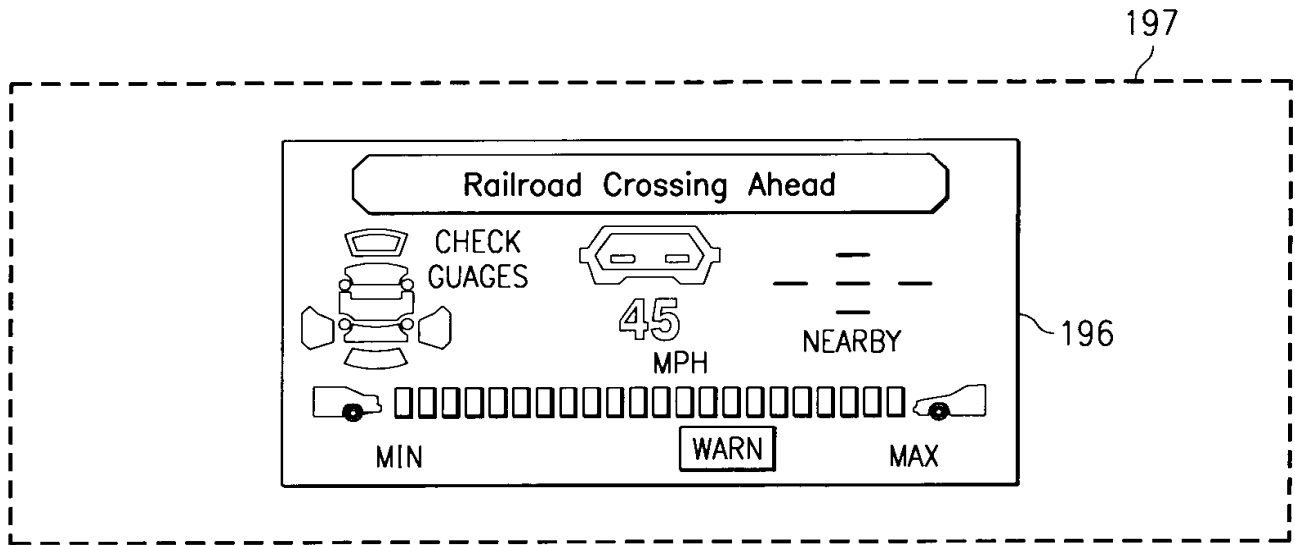 197
Railroad Crossing Ahead
CHECK
GUAGES
45
MPH
NEARBY
196
MIN
WARN
MAX